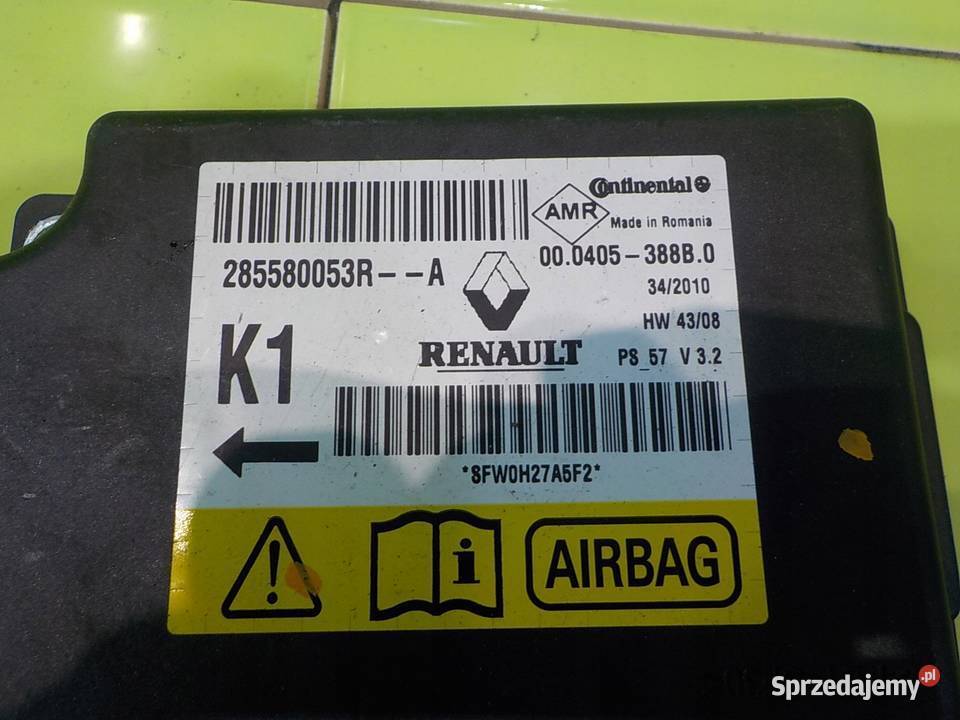 Continental
AMR
Made in Romania
285580053R--A
00.0405-388B.0
34/2010
K1
HW 43/08
RENAULT
PS_57 V 3.2
*8FW0H27A5F2*
! i AIRBAG
Sprzedajemy.pl